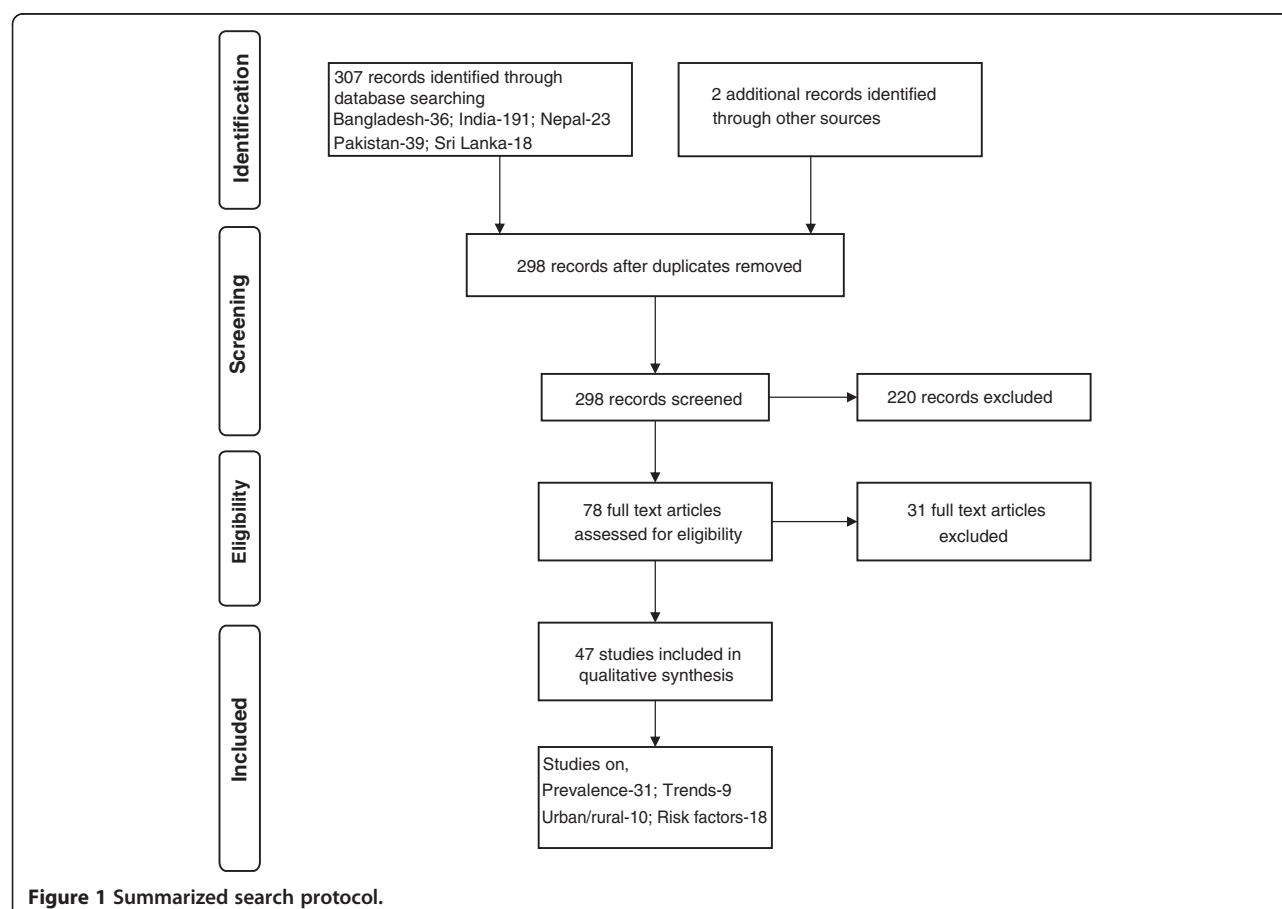 Identification
307 records identified through
database searching
Bangladesh-36; India-191; Nepal-23
Pakistan-39; Sri Lanka-18
2 additional records identified
through other sources
Screening
298 records after duplicates removed
298 records screened
220 records excluded
Eligibility
78 full text articles
assessed for eligibility
31 full text articles
excluded
Included
47 studies included in
qualitative synthesis
Studies on,
Prevalence-31; Trends-9
Urban/rural-10; Risk factors-18
Figure 1 Summarized search protocol.